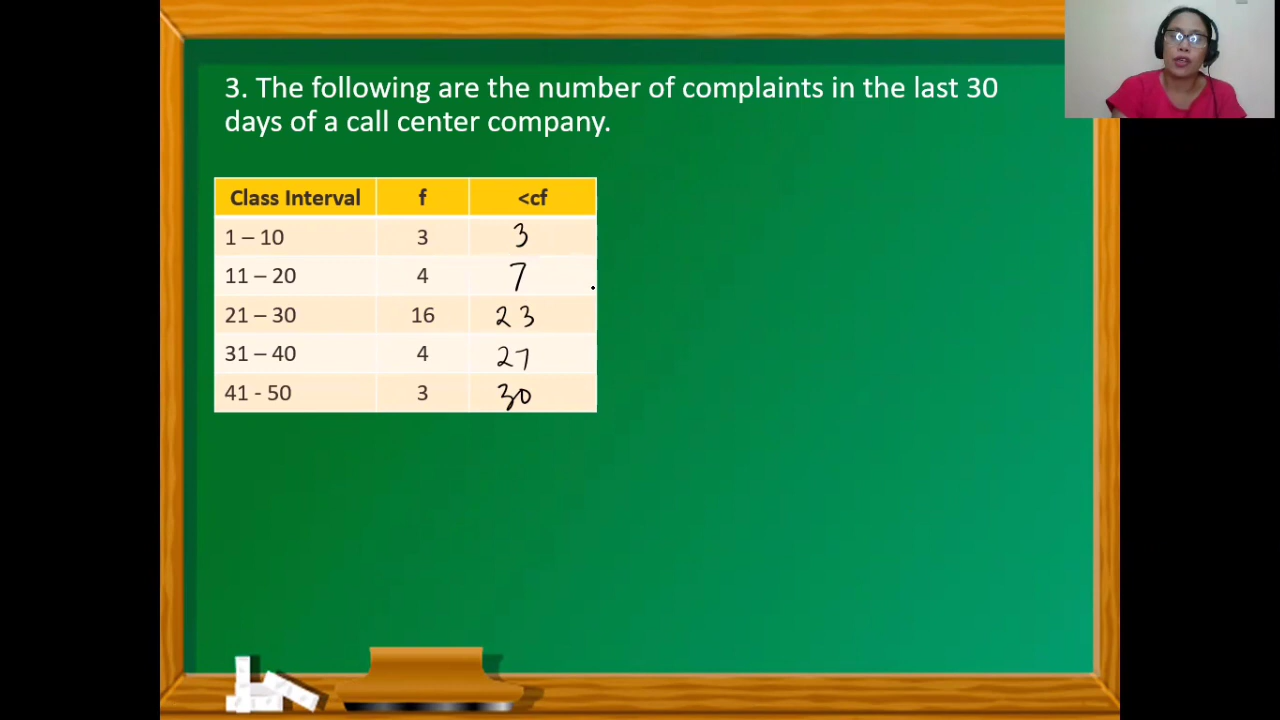 3. The following are the number of complaints in the last 30
days of a call center company.
Class Interval f <cf
1 – 10 3 3
11 – 20 4 7
21 – 30 16 23
31 – 40 4 27
41 - 50 3 30